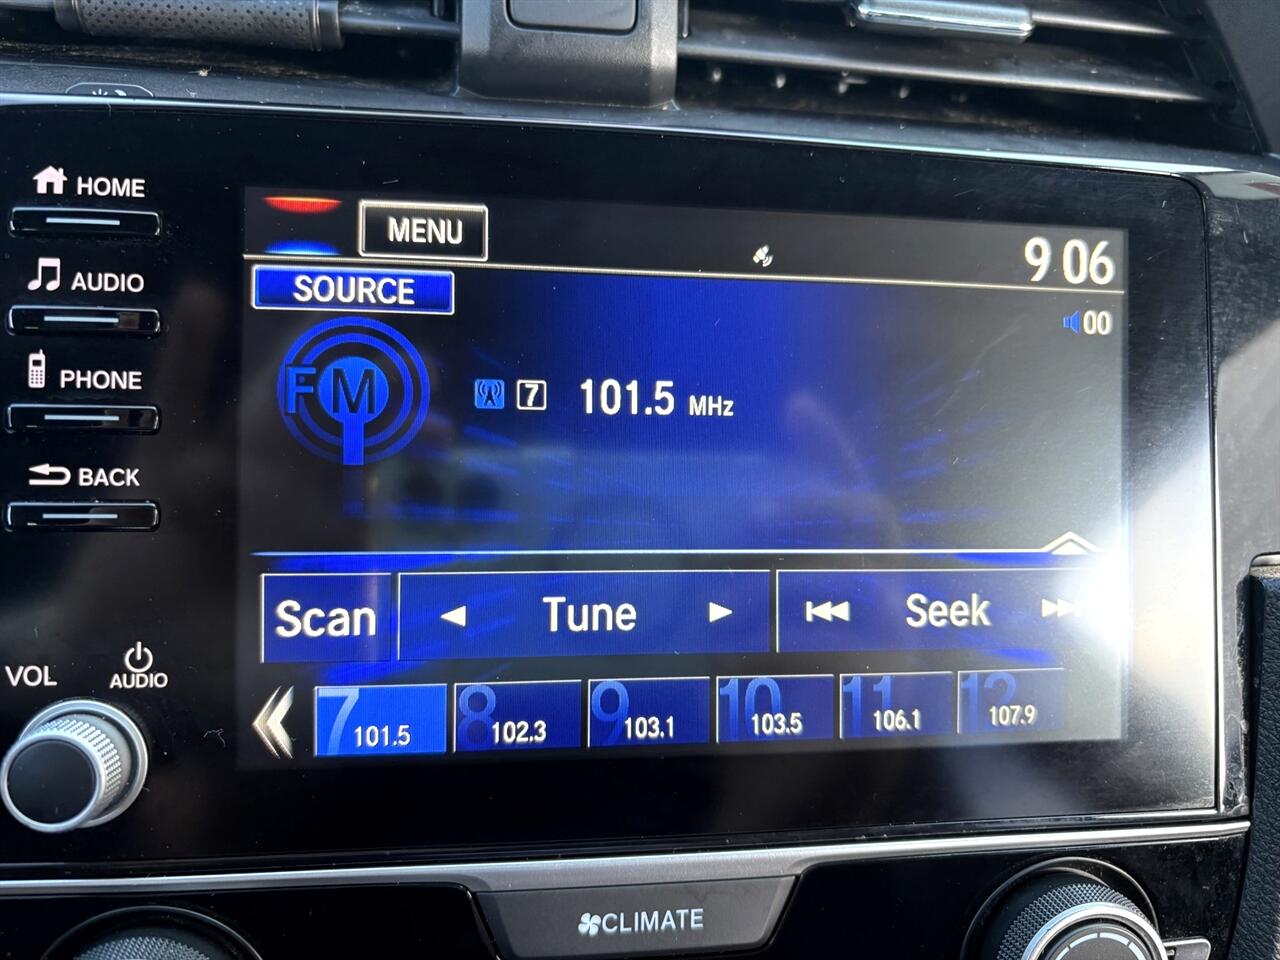 HOME
AUDIO
PHONE
BACK
VOL
AUDIO
MENU
9 06
SOURCE
00
FM
7
101.5 MHz
Scan
Tune
Seek
7 101.5
8 102.3
9 103.1
10 103.5
11 106.1
12 107.9
CLIMATE